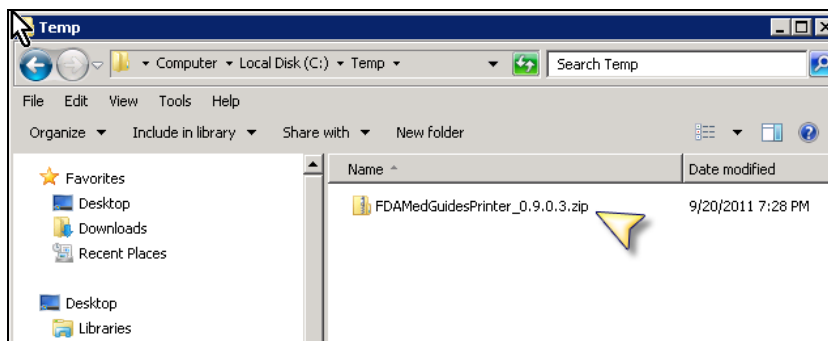 Temp
Computer Local Disk (C:) Temp
Search Temp
File Edit View Tools Help
Organize Include in library Share with New folder
Favorites
Desktop
Downloads
Recent Places
Desktop
Libraries
Name
Date modified
FDAMedGuidesPrinter_0.9.0.3.zip
9/20/2011 7:28 PM